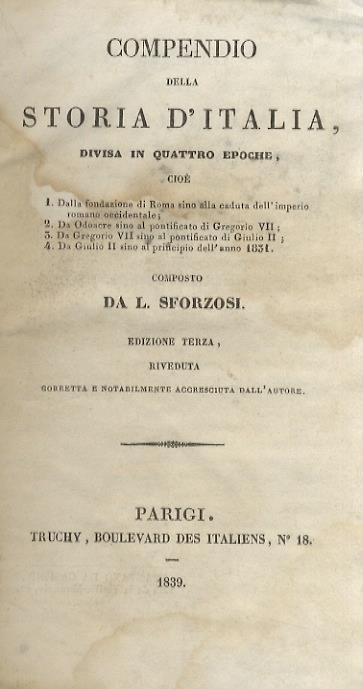 COMPENDIO
DELLA
STORIA D'ITALIA,
DIVISA IN QUATTRO EPOCHE,
CIOÈ
1. Dalla fondazione di Roma sino alla caduta dell'imperio
romano occidentale;
2. Da Odoacre sino al pontificato di Gregorio VII;
3. Da Gregorio VII sino al pontificato di Giulio II;
4. Da Giulio II sino al principio dell'anno 1831.
COMPOSTO
DA L. SFORZOSI.
EDIZIONE TERZA,
RIVEDUTA
CORRETTA E NOTABILMENTE ACCRESCIUTA DALL'AUTORE.
PARIGI.
TRUCHY, BOULEVARD DES ITALIENS, Nº 18.
1839.